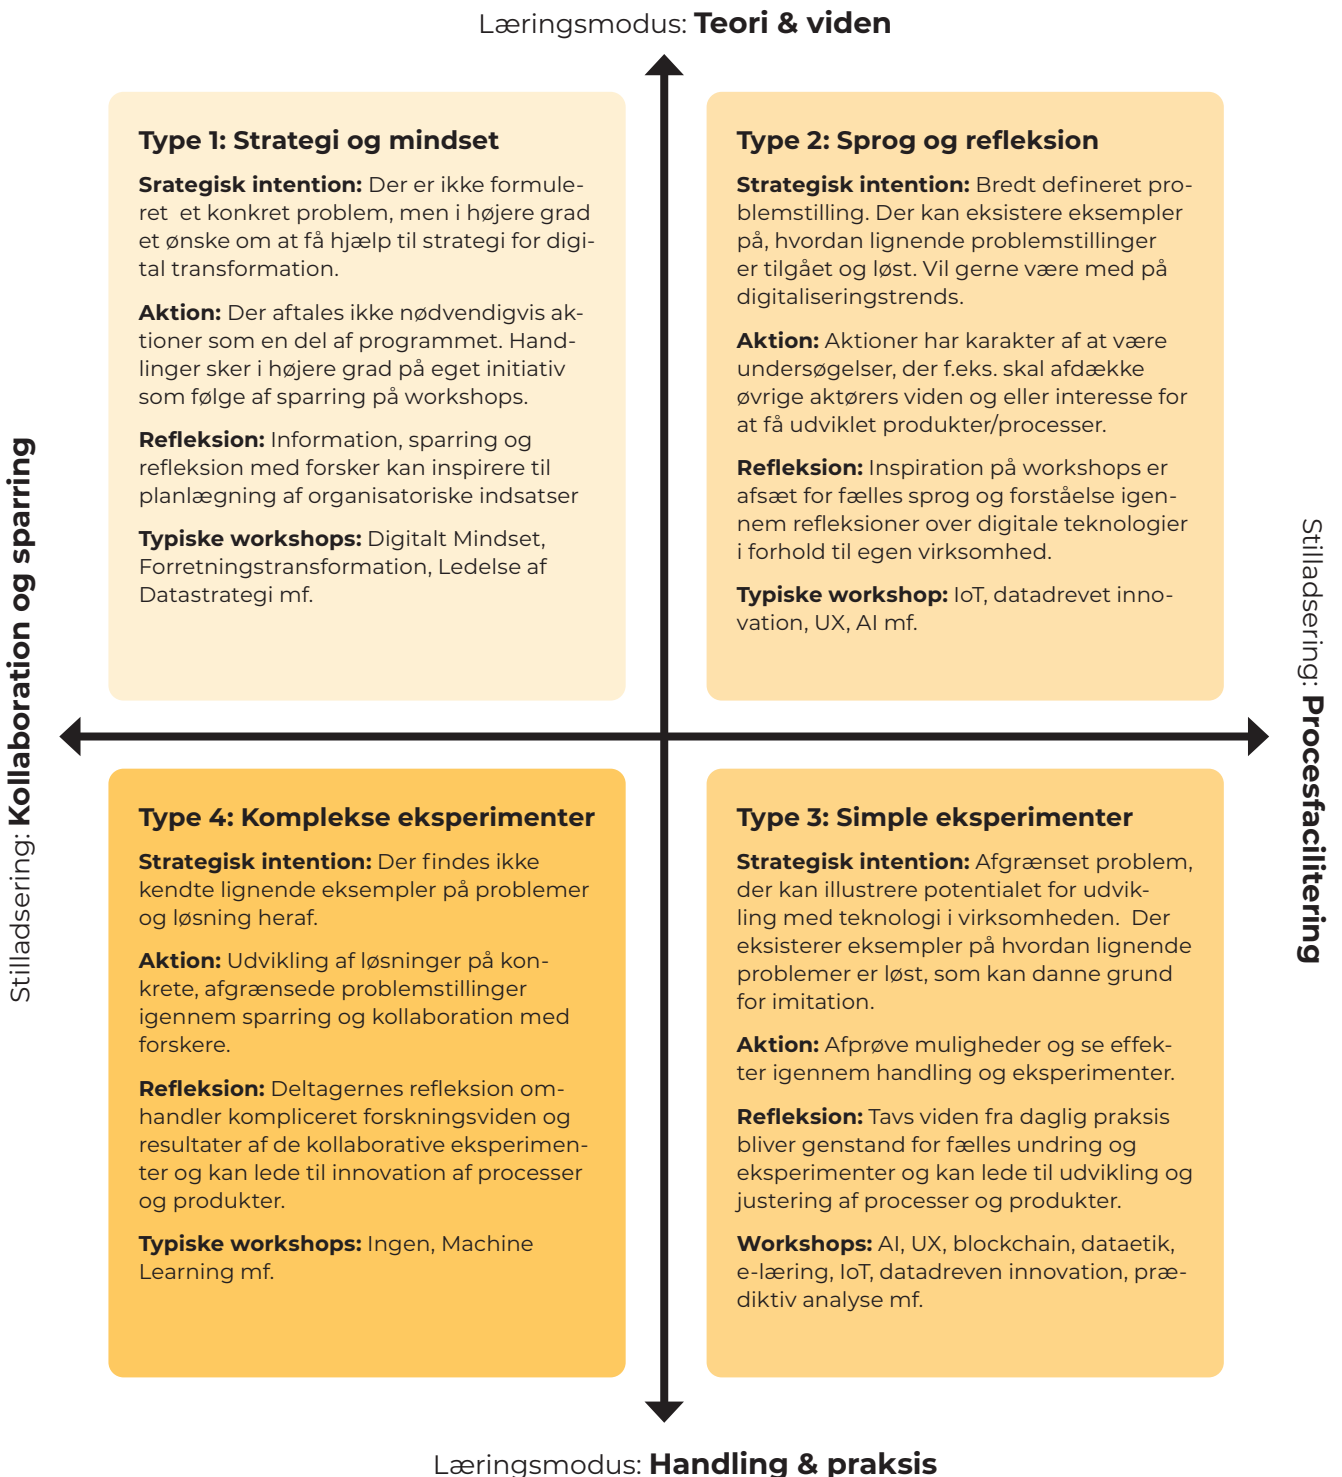 Læringsmodus: Teori & viden
Type 1: Strategi og mindset
Srategisk intention: Der er ikke formule-
ret  et konkret problem, men i højere grad
et ønske om at få hjælp til strategi for digi-
tal transformation.
Aktion: Der aftales ikke nødvendigvis ak-
tioner som en del af programmet. Hand-
linger sker i højere grad på eget initiativ
som følge af sparring på workshops.
Refleksion: Information, sparring og
refleksion med forsker kan inspirere til
planlægning af organisatoriske indsatser
Typiske workshops: Digitalt Mindset,
Forretningstransformation, Ledelse af
Datastrategi mf.
Type 2: Sprog og refleksion
Strategisk intention: Bredt defineret pro-
blemstilling. Der kan eksistere eksempler
på, hvordan lignende problemstillinger
er tilgået og løst. Vil gerne være med på
digitaliseringstrends.
Aktion: Aktioner har karakter af at være
undersøgelser, der f.eks. skal afdække
øvrige aktørers viden og eller interesse for
at få udviklet produkter/processer.
Refleksion: Inspiration på workshops er
afsæt for fælles sprog og forståelse igen-
nem refleksioner over digitale teknologier
i forhold til egen virksomhed.
Typiske workshop: IoT, datadrevet inno-
vation, UX, AI mf.
Stilladsering: Kollaboration og sparring
Stilladsering: Procesfacilitering
Type 4: Komplekse eksperimenter
Strategisk intention: Der findes ikke
kendte lignende eksempler på problemer
og løsning heraf.
Aktion: Udvikling af løsninger på kon-
krete, afgrænsede problemstillinger
igennem sparring og kollaboration med
forskere.
Refleksion: Deltagernes refleksion om-
handler kompliceret forskningsviden og
resultater af de kollaborative eksperimen-
ter og kan lede til innovation af processer
og produkter.
Typiske workshops: Ingen, Machine
Learning mf.
Type 3: Simple eksperimenter
Strategisk intention: Afgrænset problem,
der kan illustrere potentialet for udvik-
ling med teknologi i virksomheden.  Der
eksisterer eksempler på hvordan lignende
problemer er løst, som kan danne grund
for imitation.
Aktion: Afprøve muligheder og se effek-
ter igennem handling og eksperimenter.
Refleksion: Tavs viden fra daglig praksis
bliver genstand for fælles undring og
eksperimenter og kan lede til udvikling og
justering af processer og produkter.
Workshops: AI, UX, blockchain, dataetik,
e-læring, IoT, datadreven innovation, præ-
diktiv analyse mf.
Læringsmodus: Handling & praksis